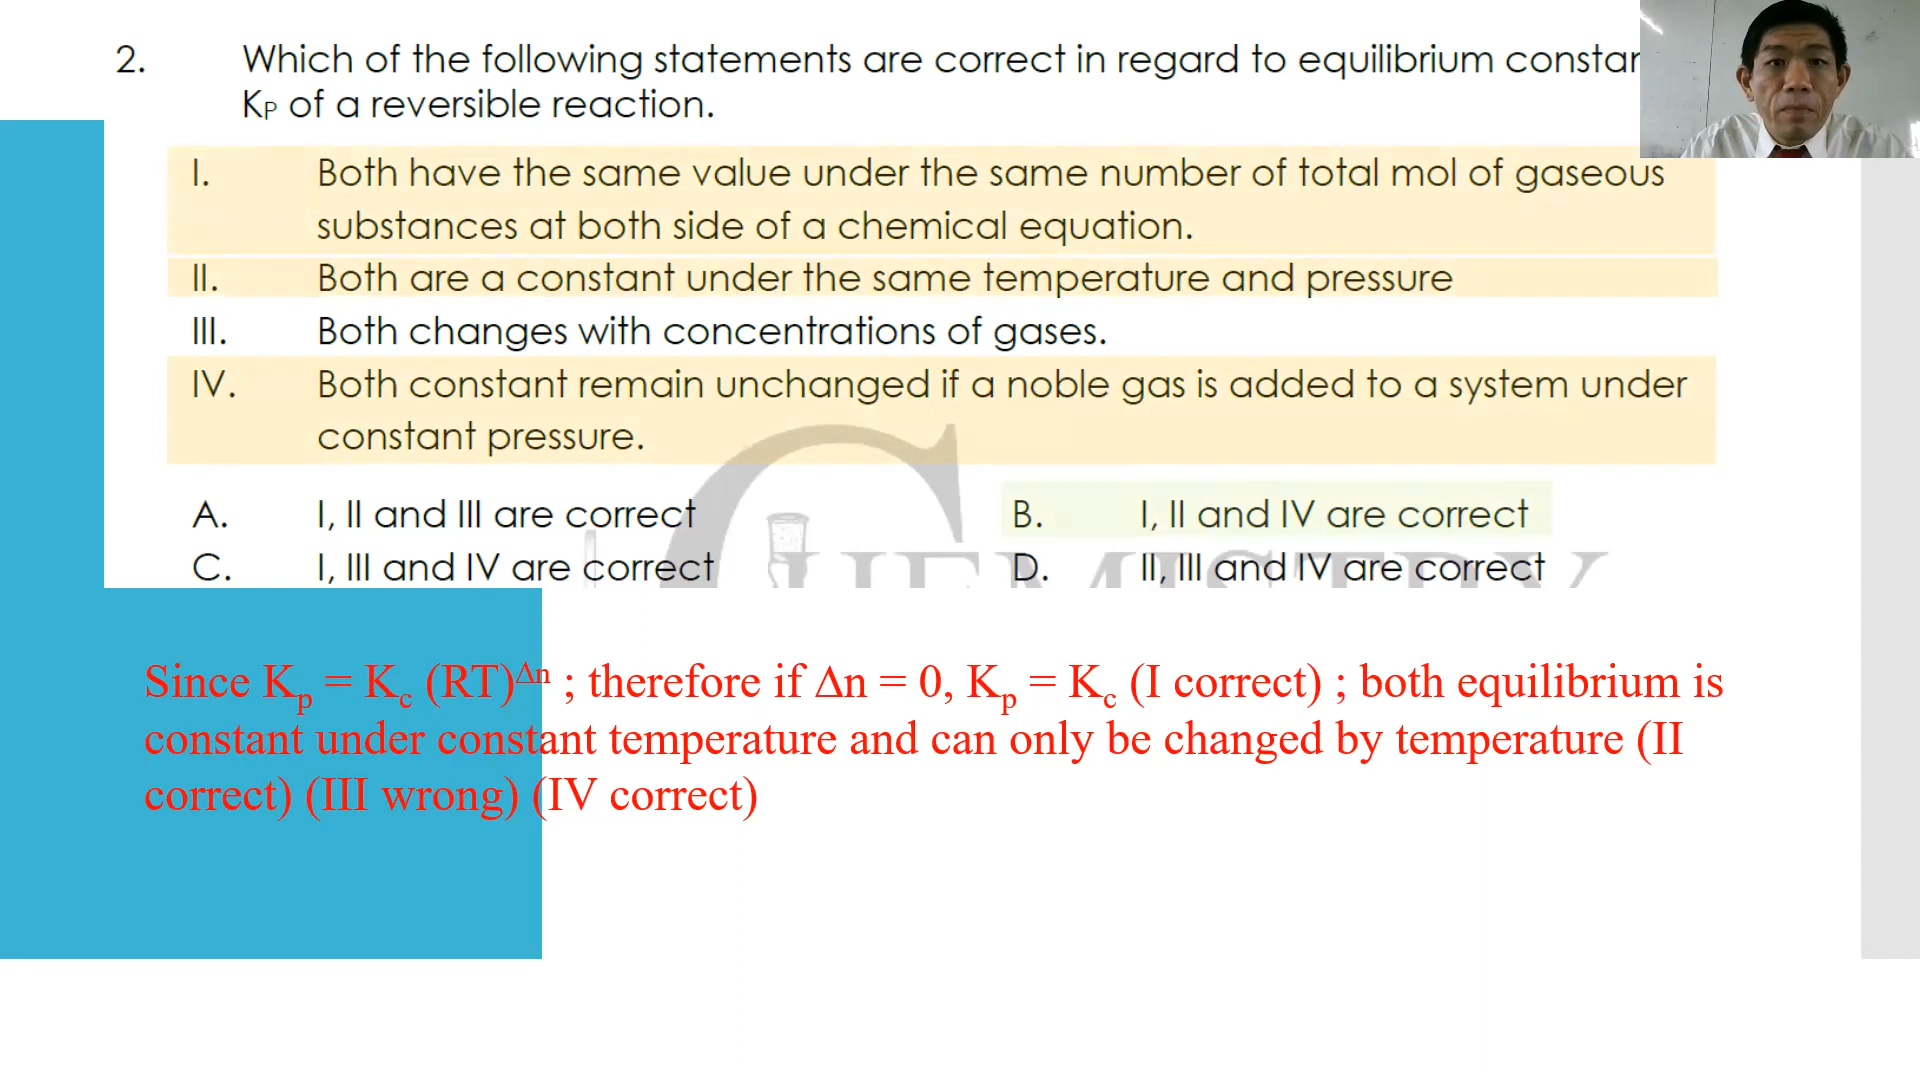 2. Which of the following statements are correct in regard to equilibrium
KP of a reversible reaction.
I. Both have the same value under the same number of total mol of gaseous
substances at both side of a chemical equation.
II. Both are a constant under the same temperature and pressure
III. Both changes with concentrations of gases.
IV. Both constant remain unchanged if a noble gas is added to a system under
constant pressure.
A. I, II and III are correct B. I, II and IV are correct
C. I, III and IV are correct D. II, III and IV are correct
CHEMISTRY
Since Kp = Kc (RT)^Δn ; therefore if Δn = 0, Kp = Kc (I correct) ; both equilibrium is
constant under constant temperature and can only be changed by temperature (II
correct) (III wrong) (IV correct)